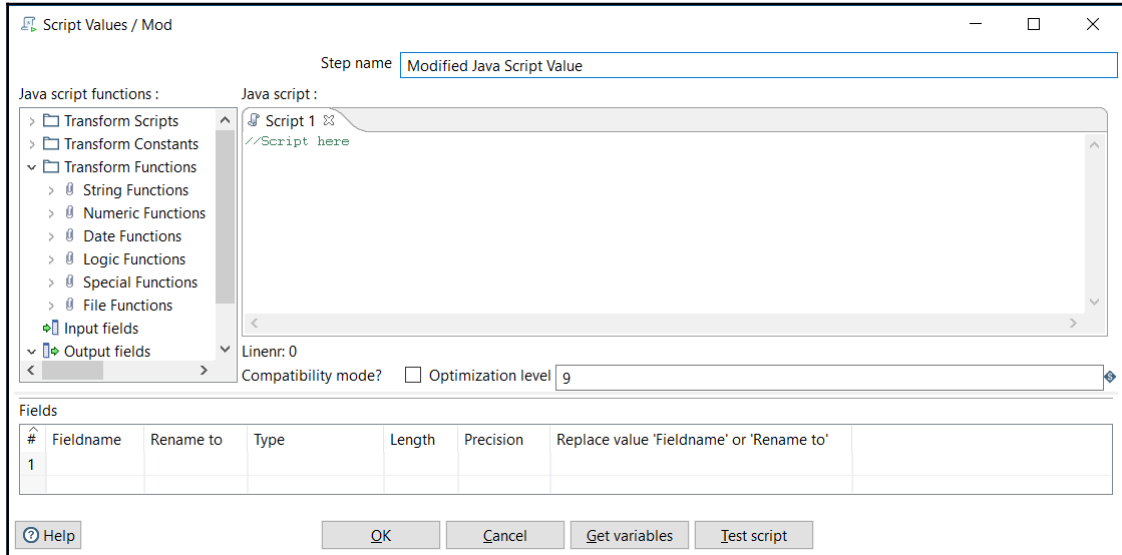 Script Values / Mod
Step name Modified Java Script Value
Java script functions : Java script :
Transform Scripts
Transform Constants
Transform Functions
String Functions
Numeric Functions
Date Functions
Logic Functions
Special Functions
File Functions
Input fields
Output fields
Script 1
//Script here
Linenr: 0
Compatibility mode? Optimization level 9
Fields
# Fieldname Rename to Type Length Precision Replace value 'Fieldname' or 'Rename to'
1
Help OK Cancel Get variables Test script